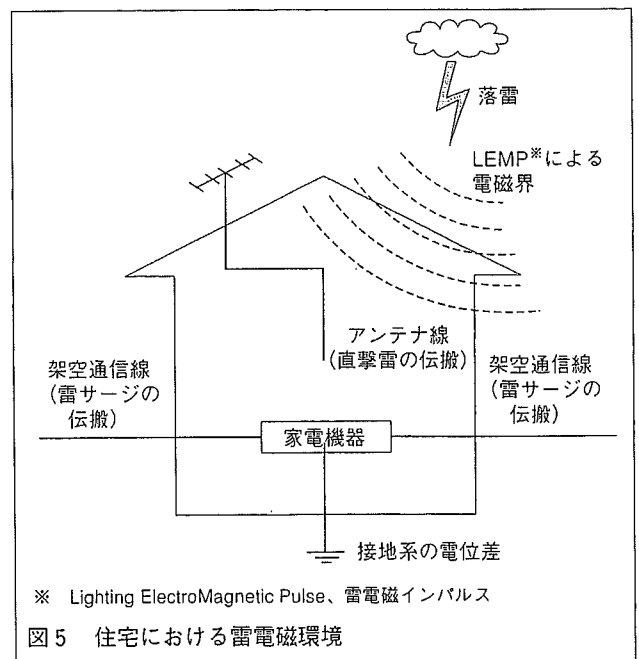 落雷
LEMP※による
電磁界
アンテナ線
(直撃雷の伝搬)
架空通信線
(雷サージの
伝搬)
架空通信線
(雷サージの
伝搬)
家電機器
接地系の電位差
※ Lighting ElectroMagnetic Pulse、雷電磁インパルス
図5 住宅における雷電磁環境